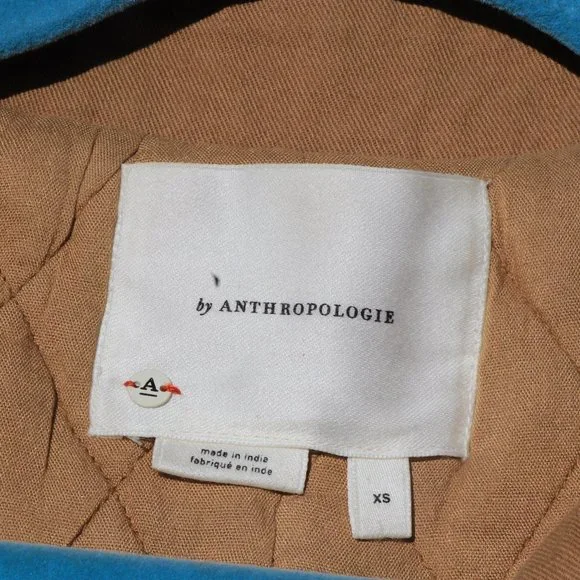 by ANTHROPOLOGIE
A
made in india
fabriqué en inde
XS